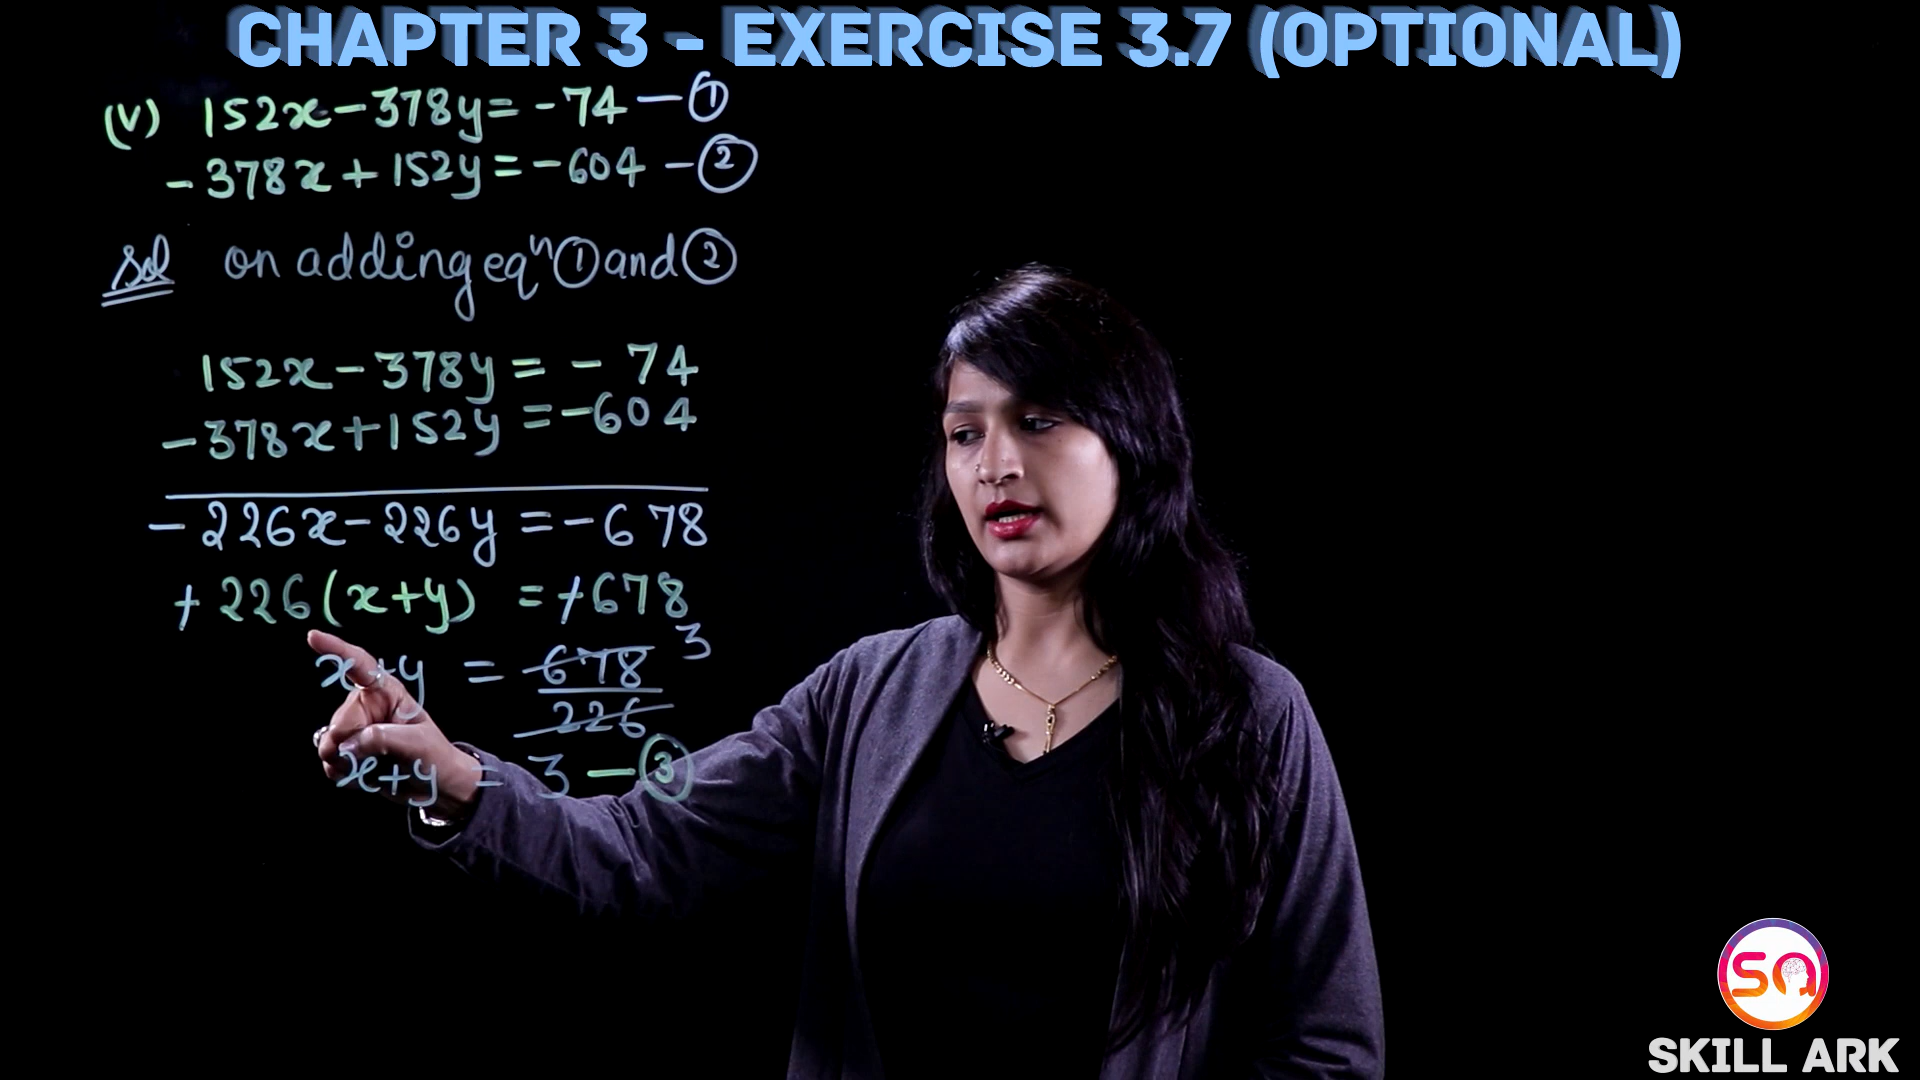 CHAPTER 3 - EXERCISE 3.7 (OPTIONAL)
(V) 152x-378y= -74 — ①
-378x + 152y = -604 - ②
Sol on adding eqⁿ ① and ②
152x-378y = - 74
-378x+152y = -604
-226x-226y = -678
+226(x+y) = +678
x+y = 678 3
226
x+y = 3 - ③
SA
SKILL ARK